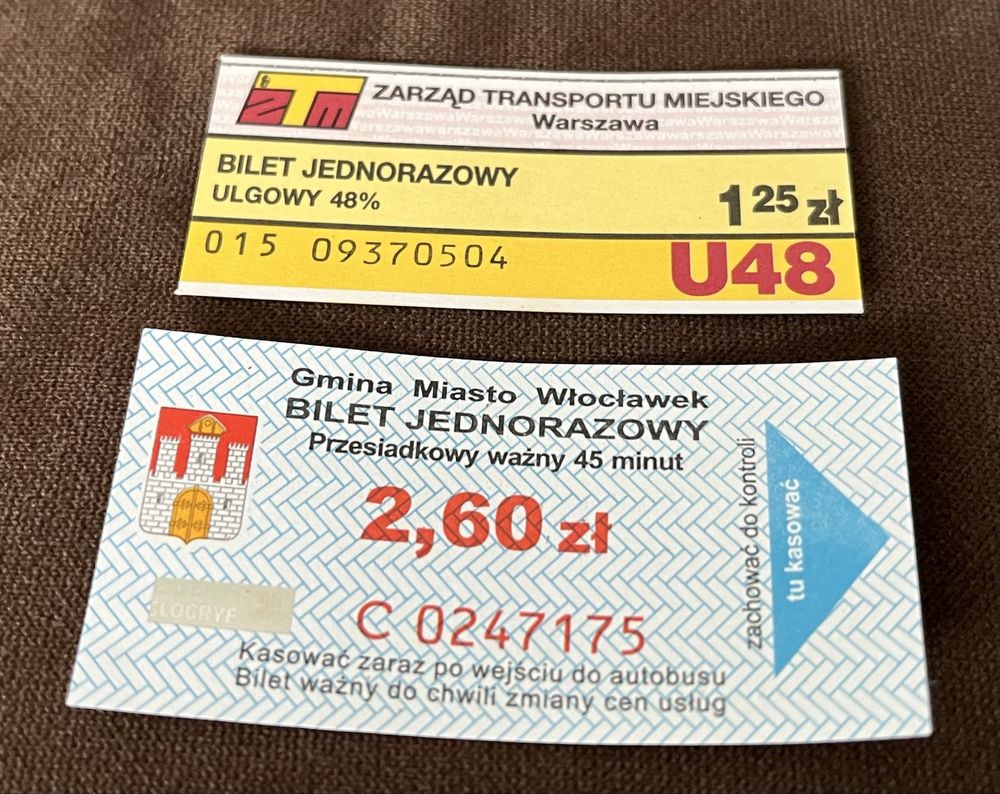 ZTM
ZARZĄD TRANSPORTU MIEJSKIEGO
Warszawa
BILET JEDNORAZOWY
ULGOWY 48%
1 25 zł
015 09370504
U48
Gmina Miasto Włocławek
BILET JEDNORAZOWY
Przesiadkowy ważny 45 minut
2,60 zł
C 0247175
Kasować zaraz po wejściu do autobusu
Bilet ważny do chwili zmiany cen usług
zachować do kontroli
tu kasować